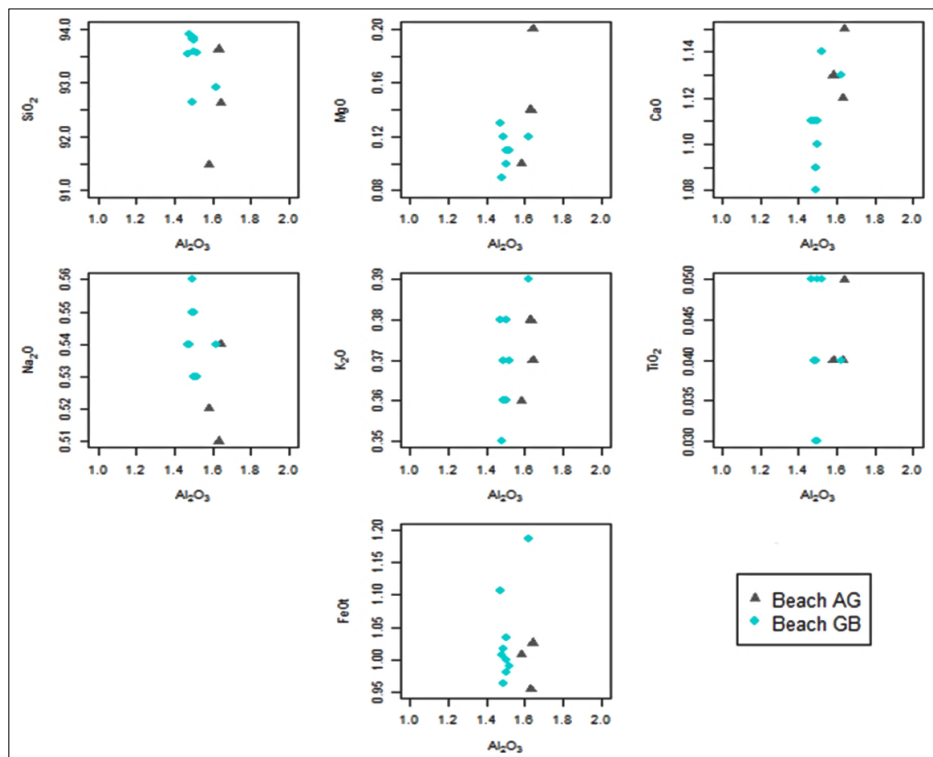 SiO₂
91.0 92.0 93.0 94.0
1.0 1.2 1.4 1.6 1.8 2.0
Al₂O₃
MgO
0.08 0.12 0.16 0.20
1.0 1.2 1.4 1.6 1.8 2.0
Al₂O₃
CaO
1.08 1.10 1.12 1.14
1.0 1.2 1.4 1.6 1.8 2.0
Al₂O₃
Na₂O
0.51 0.52 0.53 0.54 0.55 0.56
1.0 1.2 1.4 1.6 1.8 2.0
Al₂O₃
K₂O
0.35 0.36 0.37 0.38 0.39
1.0 1.2 1.4 1.6 1.8 2.0
Al₂O₃
TiO₂
0.030 0.035 0.040 0.045 0.050
1.0 1.2 1.4 1.6 1.8 2.0
Al₂O₃
FeOt
0.95 1.00 1.05 1.10 1.15 1.20
1.0 1.2 1.4 1.6 1.8 2.0
Al₂O₃
Beach AG
Beach GB